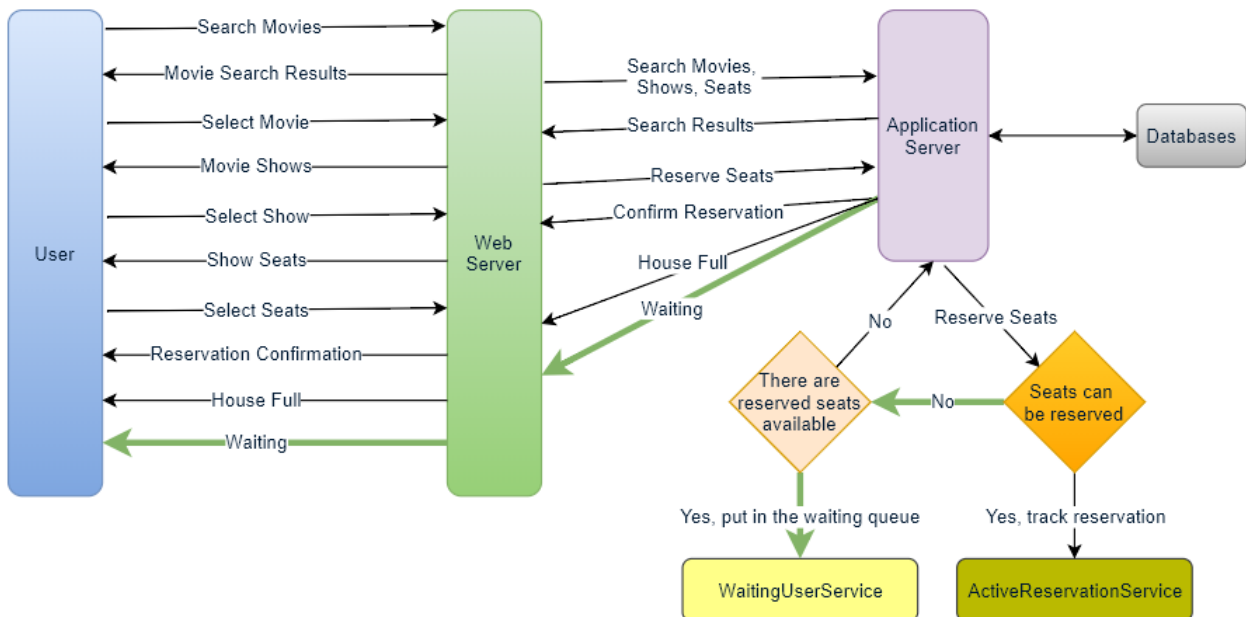 Search Movies
Movie Search Results
Select Movie
Movie Shows
Select Show
Show Seats
Select Seats
Reservation Confirmation
House Full
Waiting
User
Web
Server
Search Movies,
Shows, Seats
Search Results
Reserve Seats
Confirm Reservation
House Full
Waiting
Application
Server
Databases
No
Reserve Seats
There are
reserved seats
available
No
Seats can
be reserved
Yes, put in the waiting queue
Yes, track reservation
WaitingUserService
ActiveReservationService